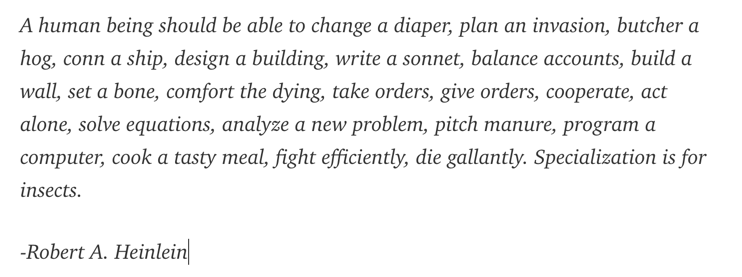 A human being should be able to change a diaper, plan an invasion, butcher a
hog, conn a ship, design a building, write a sonnet, balance accounts, build a
wall, set a bone, comfort the dying, take orders, give orders, cooperate, act
alone, solve equations, analyze a new problem, pitch manure, program a
computer, cook a tasty meal, fight efficiently, die gallantly. Specialization is for
insects.
-Robert A. Heinlein